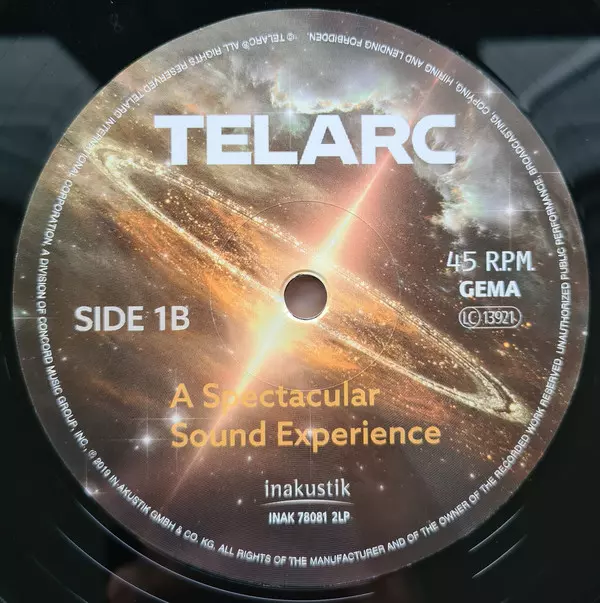 TELARC
45 R.P.M.
GEMA
LC 13921
SIDE 1B
A Spectacular
Sound Experience
inakustik
INAK 78081 2LP
© TELARC® ALL RIGHTS RESERVED TELARC INTERNATIONAL CORPORATION, A DIVISION OF CONCORD MUSIC GROUP, INC., ℗ 2019 IN AKUSTIK GMBH & CO. KG. ALL RIGHTS OF THE MANUFACTURER AND OF THE OWNER OF THE RECORDED WORK RESERVED. UNAUTHORIZED PUBLIC PERFORMANCE, BROADCASTING, COPYING HIRING AND LENDING FORBIDDEN.